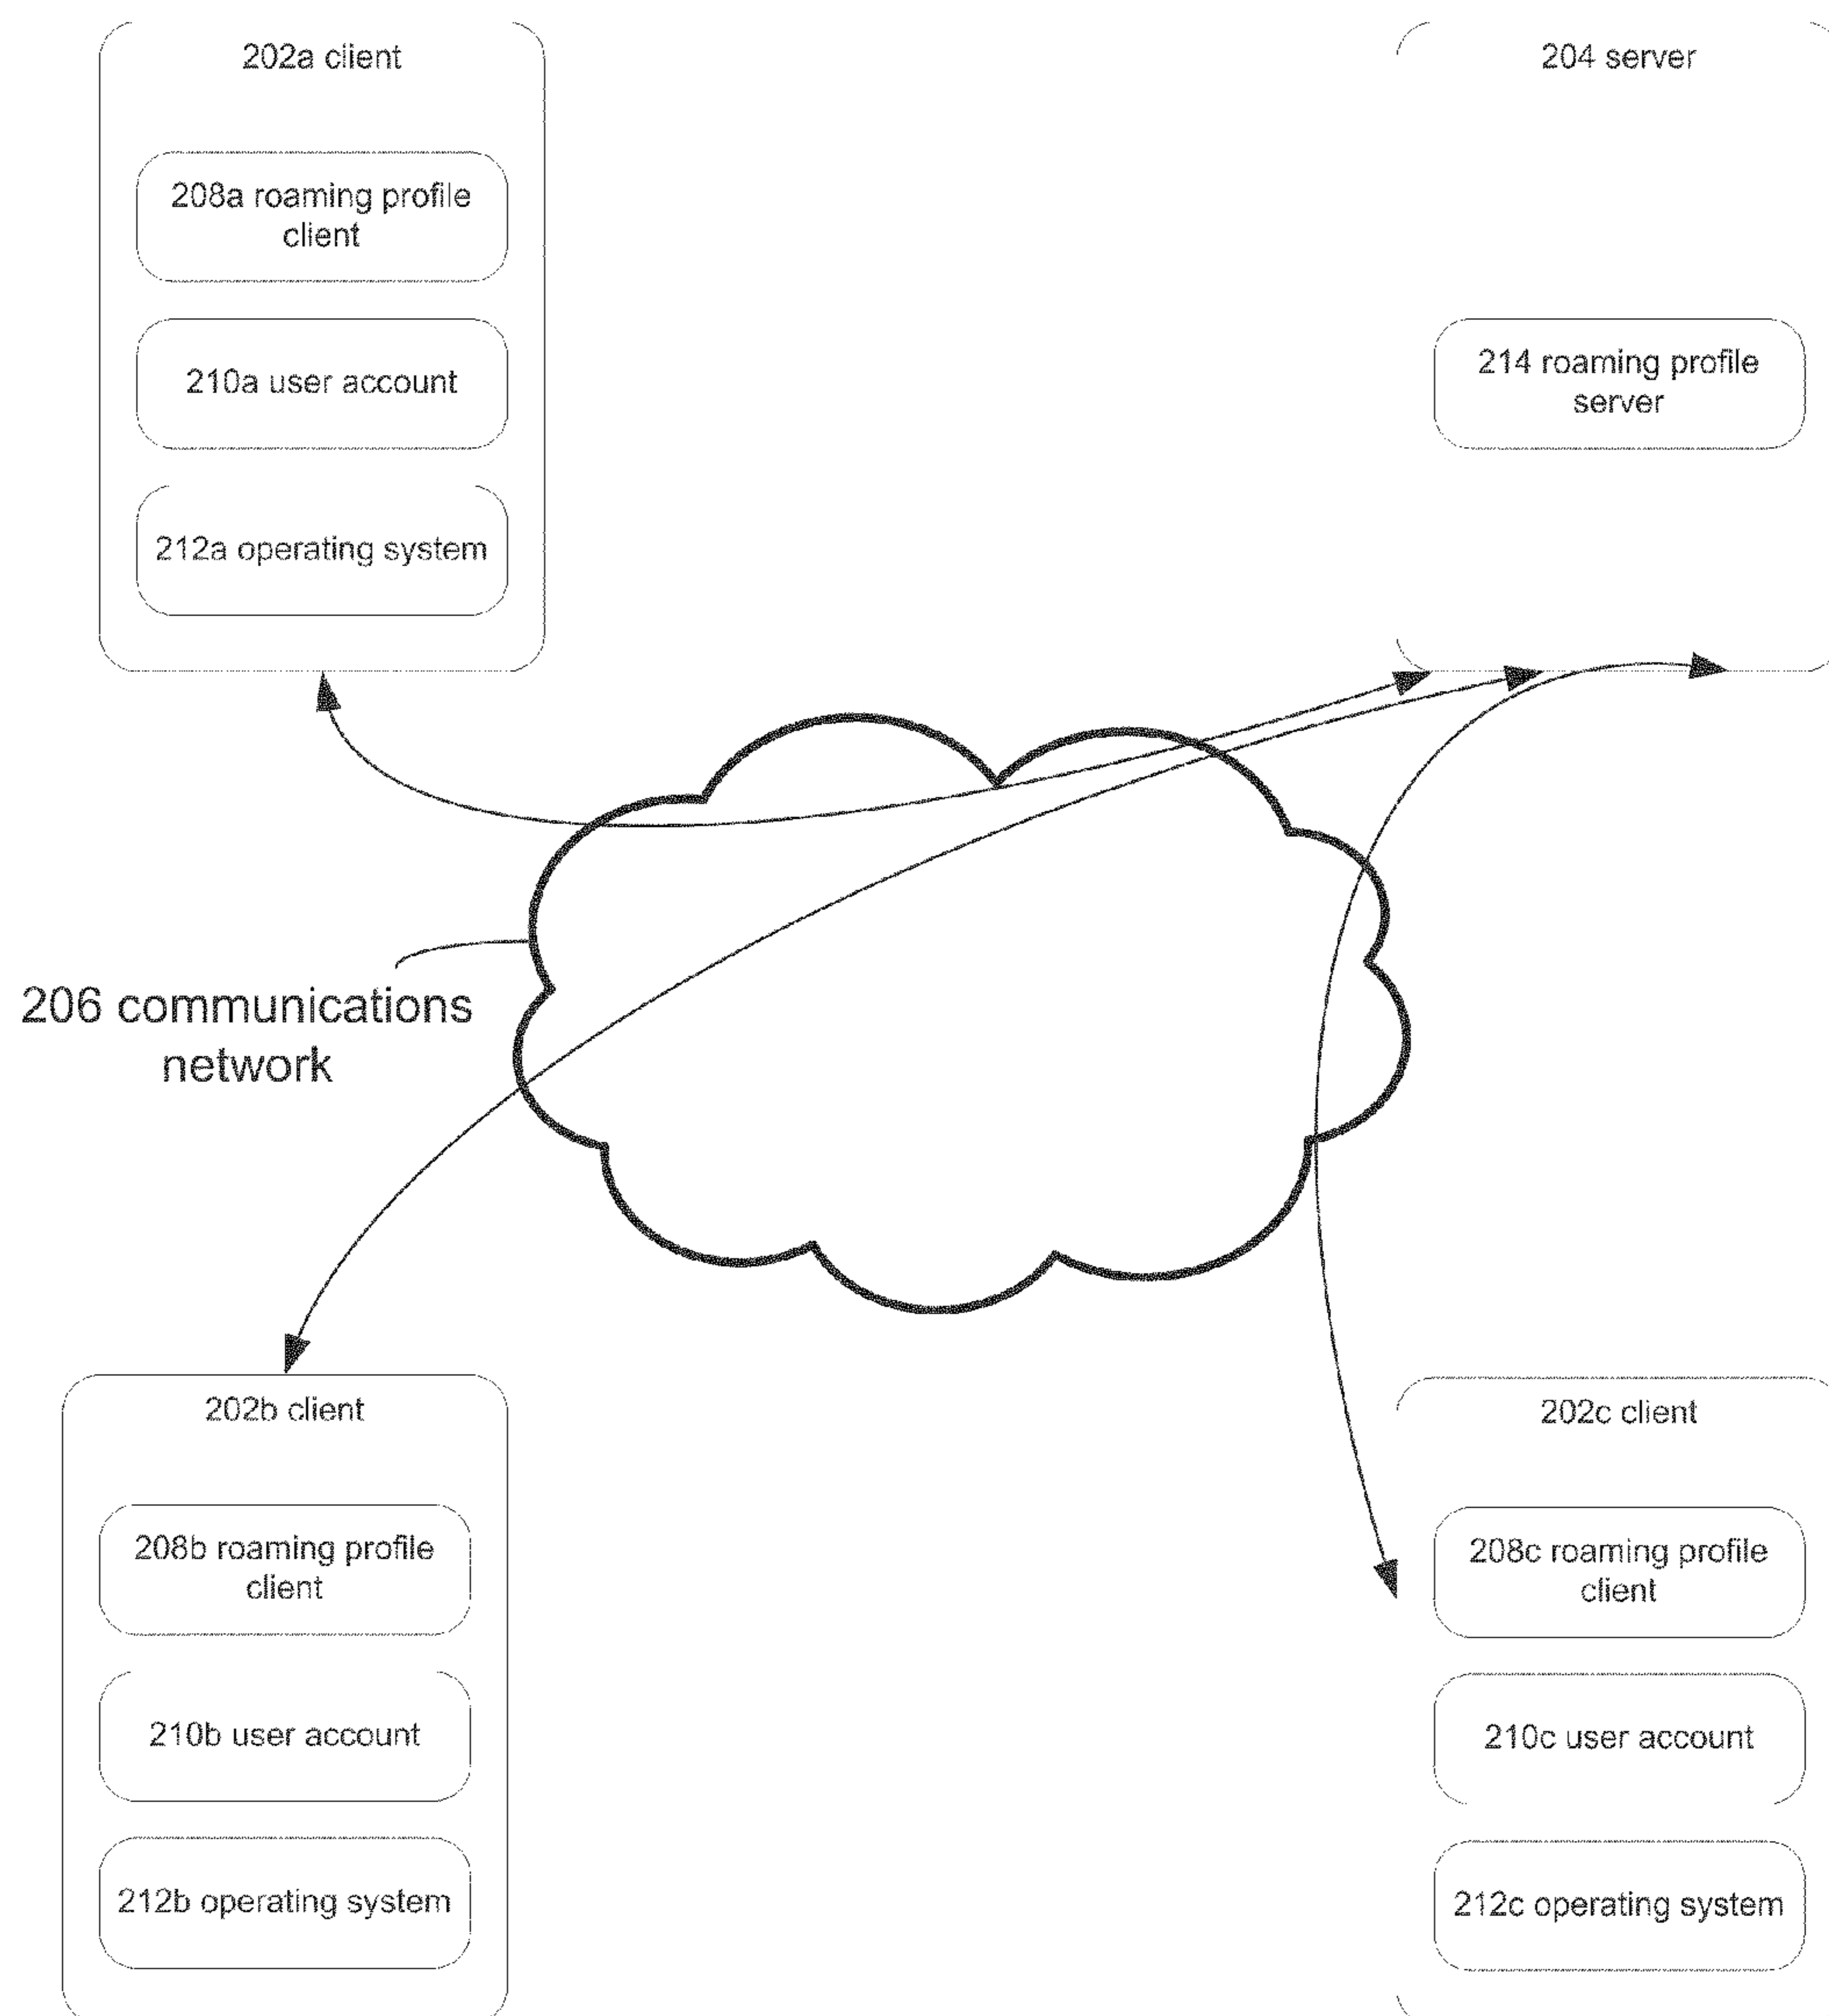 202a client
208a roaming profile
client
210a user account
212a operating system
204 server
214 roaming profile
server
206 communications
network
202b client
208b roaming profile
client
210b user account
212b operating system
202c client
208c roaming profile
client
210c user account
212c operating system